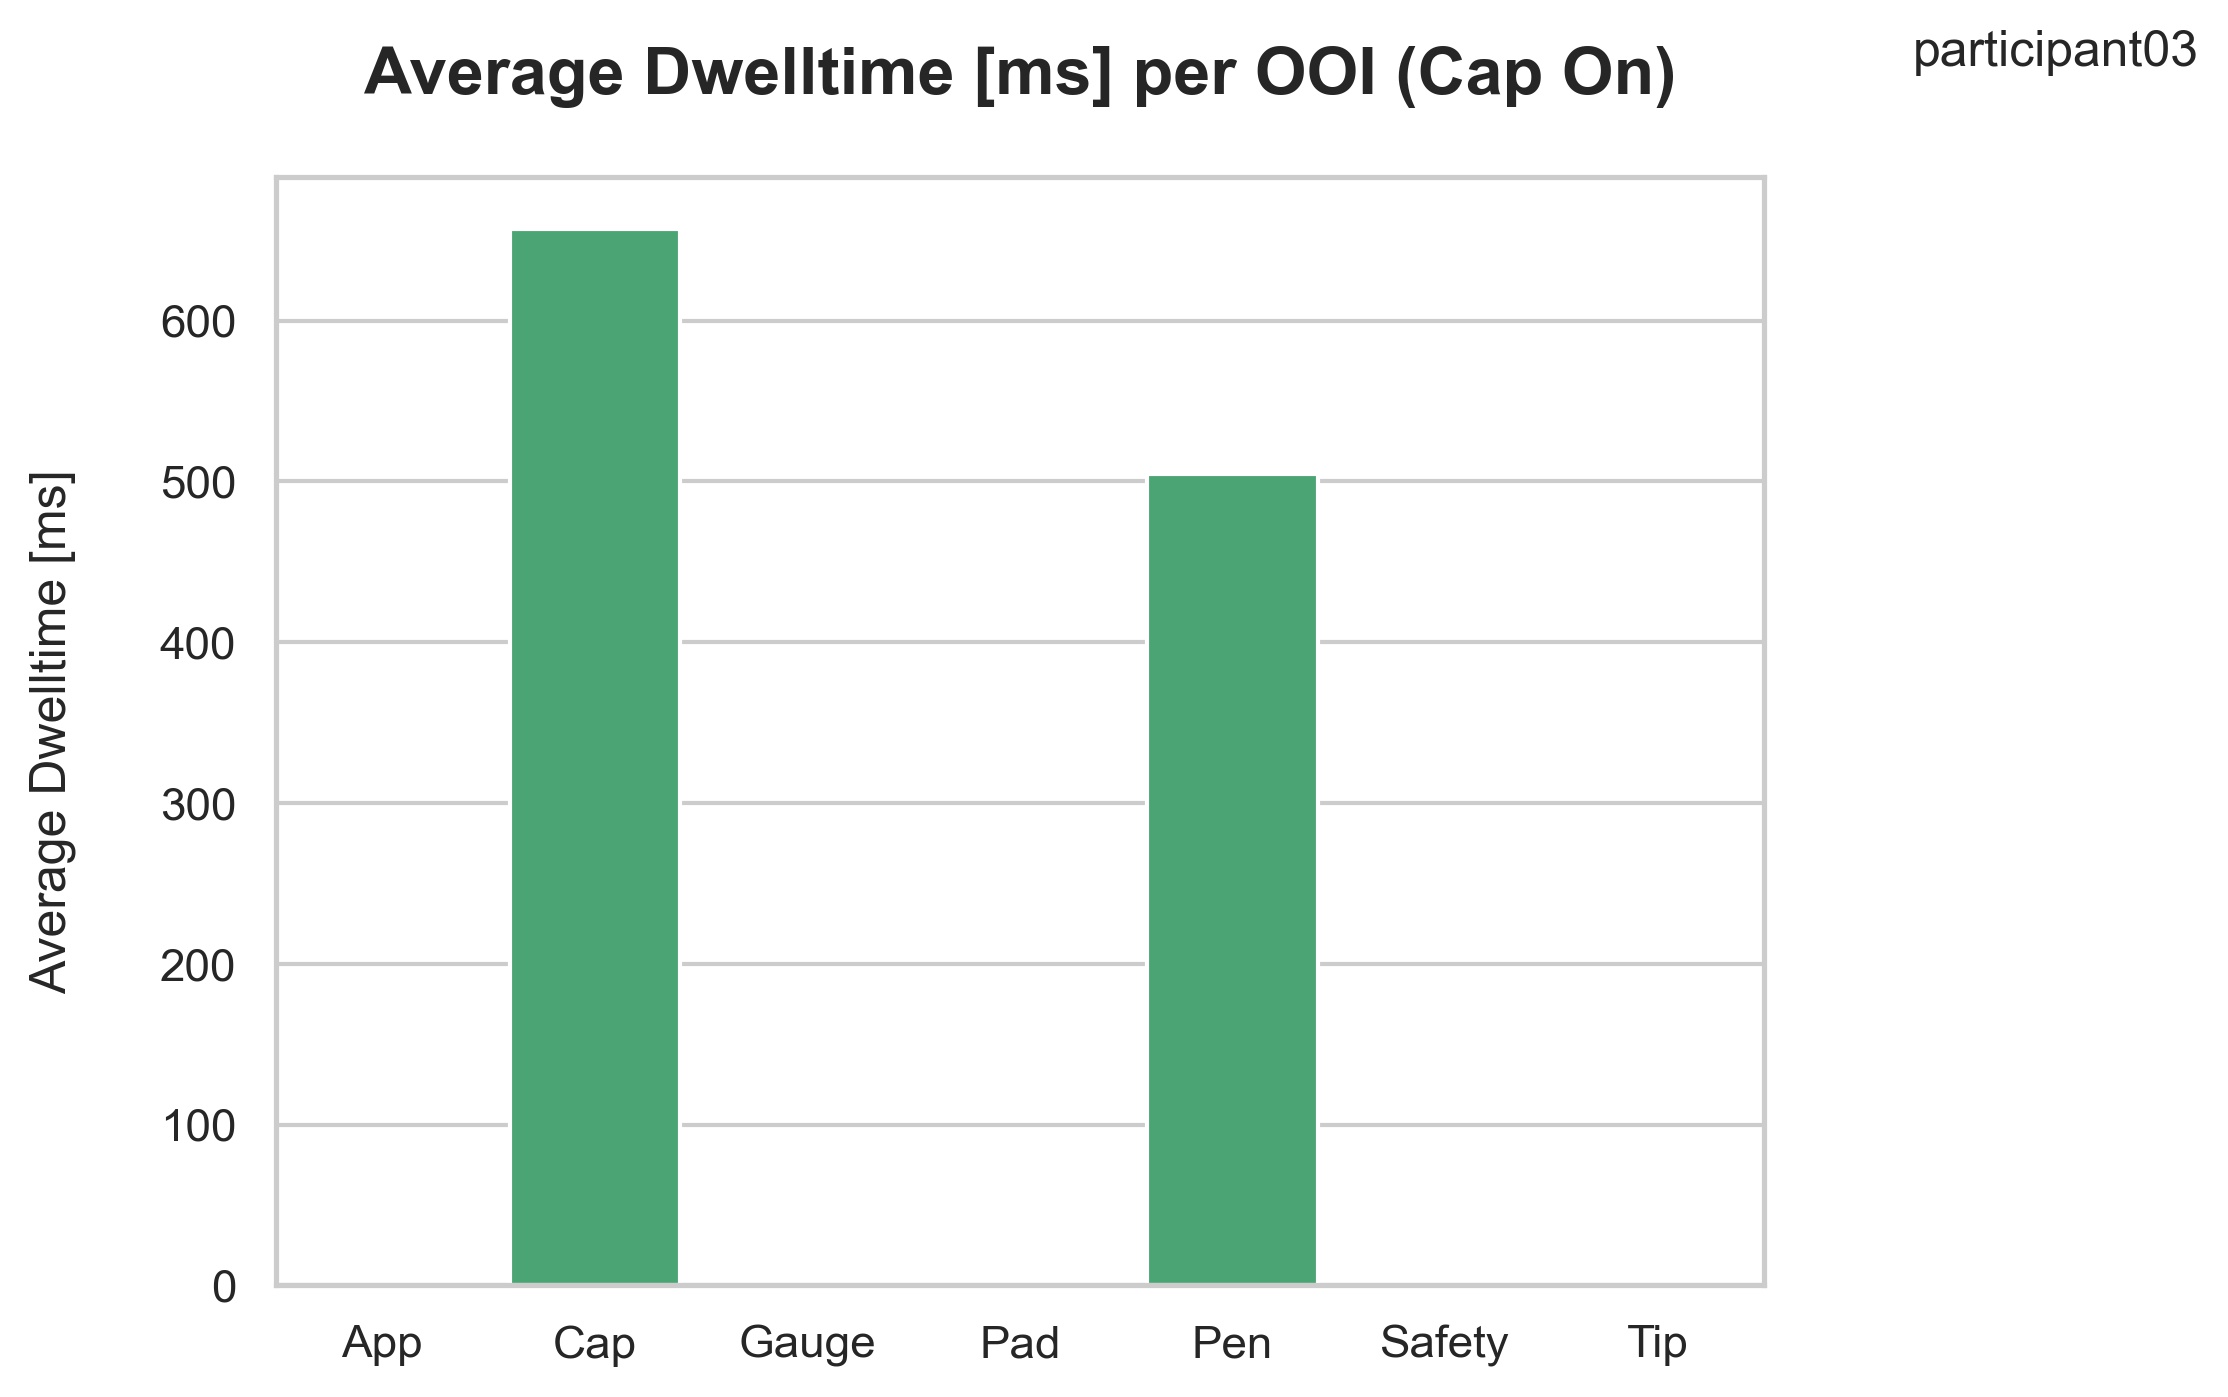 Average Dwelltime [ms] per OOI (Cap On)
participant03
Average Dwelltime [ms]
600
500
400
300
200
100
0
App Cap Gauge Pad Pen Safety Tip